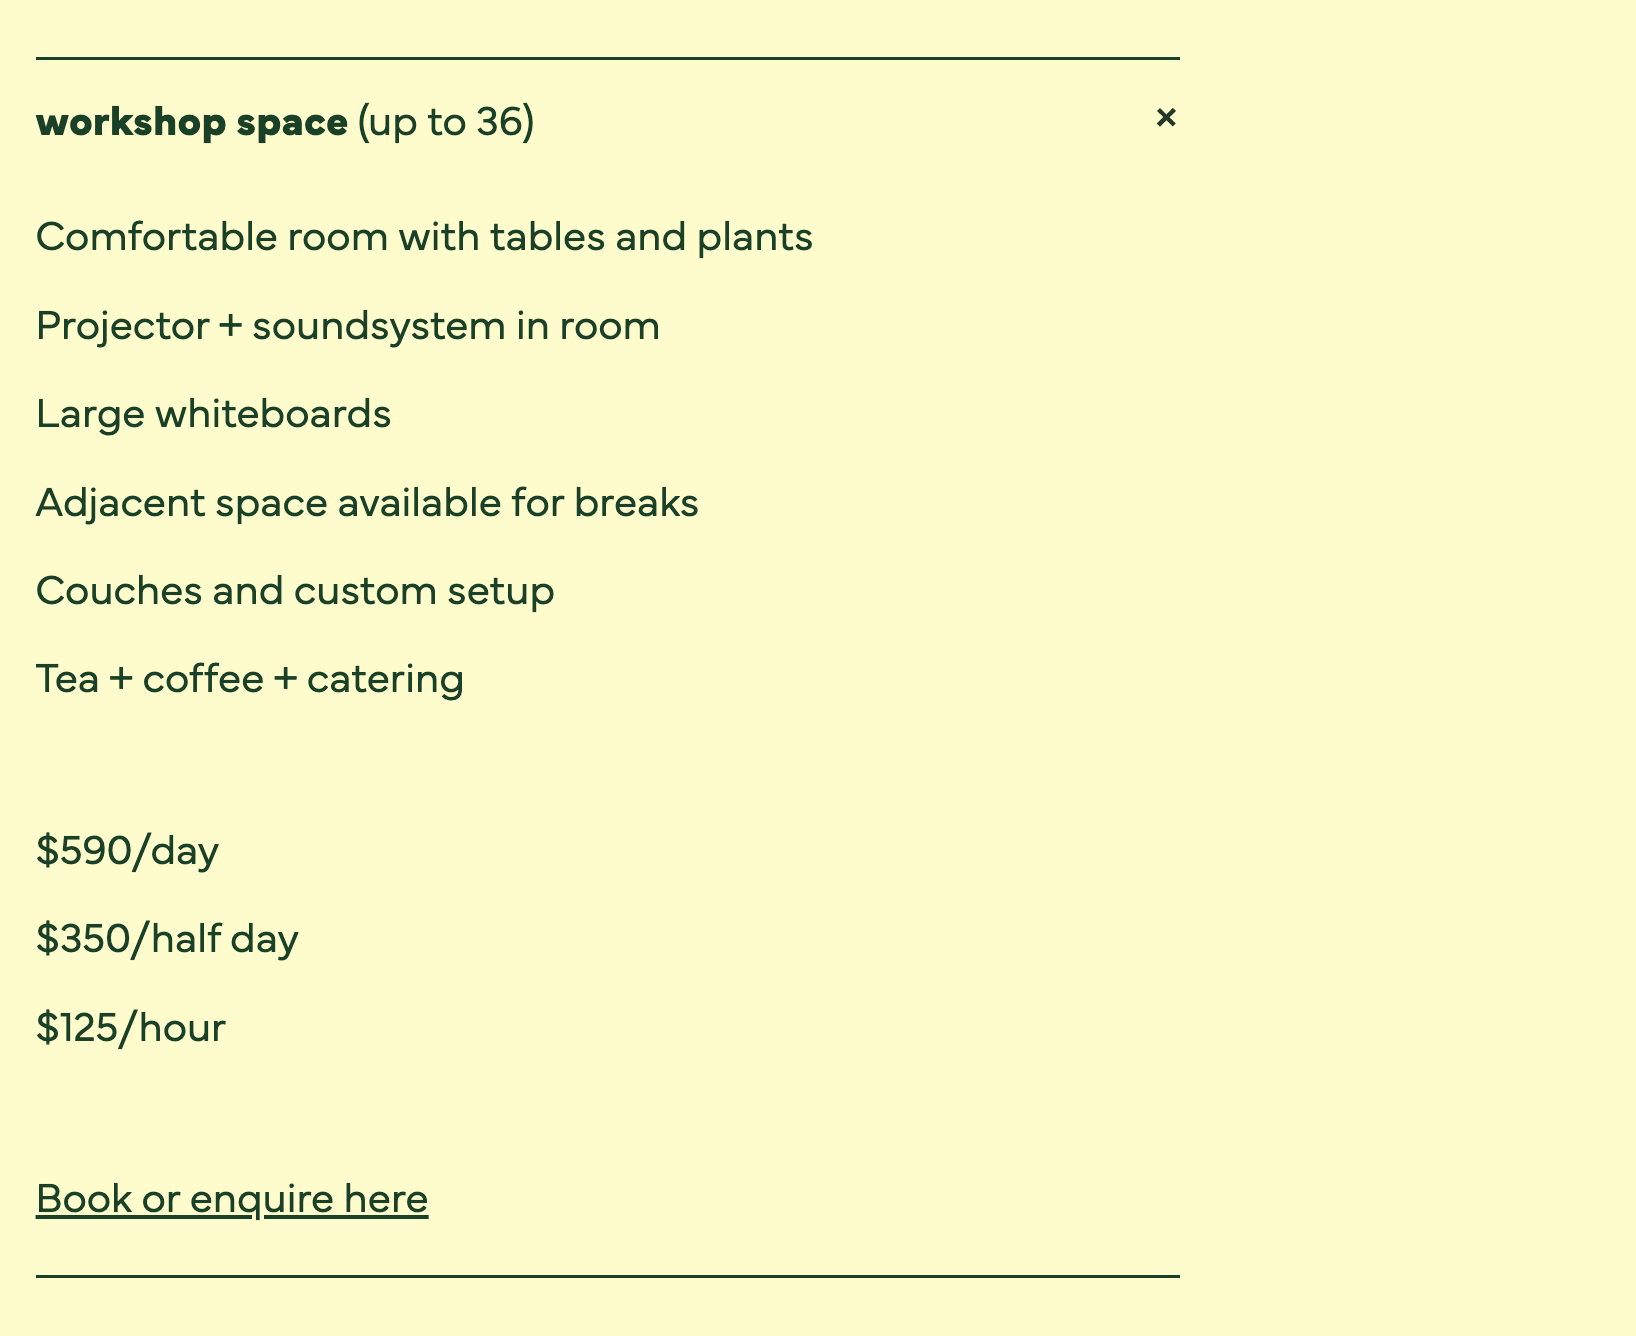 workshop space (up to 36) ×
Comfortable room with tables and plants
Projector + soundsystem in room
Large whiteboards
Adjacent space available for breaks
Couches and custom setup
Tea + coffee + catering
$590/day
$350/half day
$125/hour
Book or enquire here